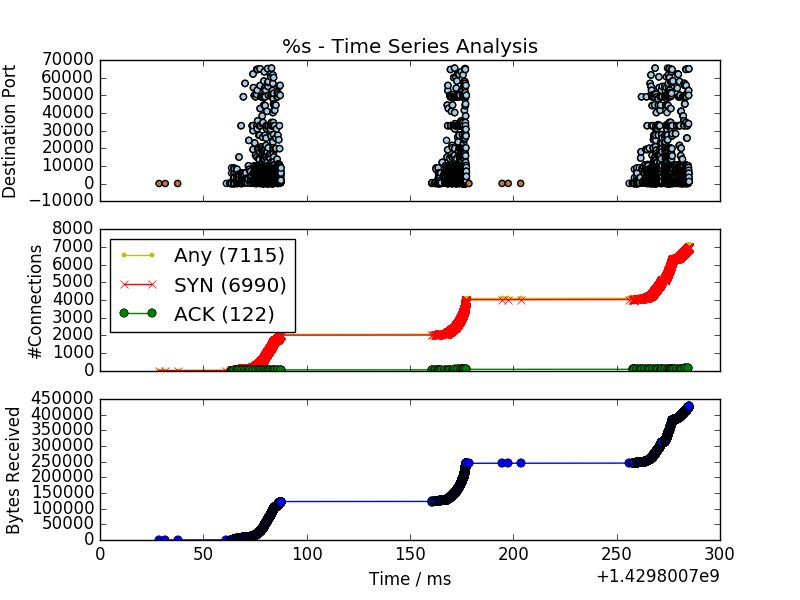 %s - Time Series Analysis
70000
60000
50000
40000
30000
20000
10000
0
−10000
Destination Port
8000
7000
6000
5000
4000
3000
2000
1000
0
#Connections
Any (7115)
SYN (6990)
ACK (122)
450000
400000
350000
300000
250000
200000
150000
100000
50000
0
Bytes Received
0 50 100 150 200 250 300
Time / ms
+1.4298007e9